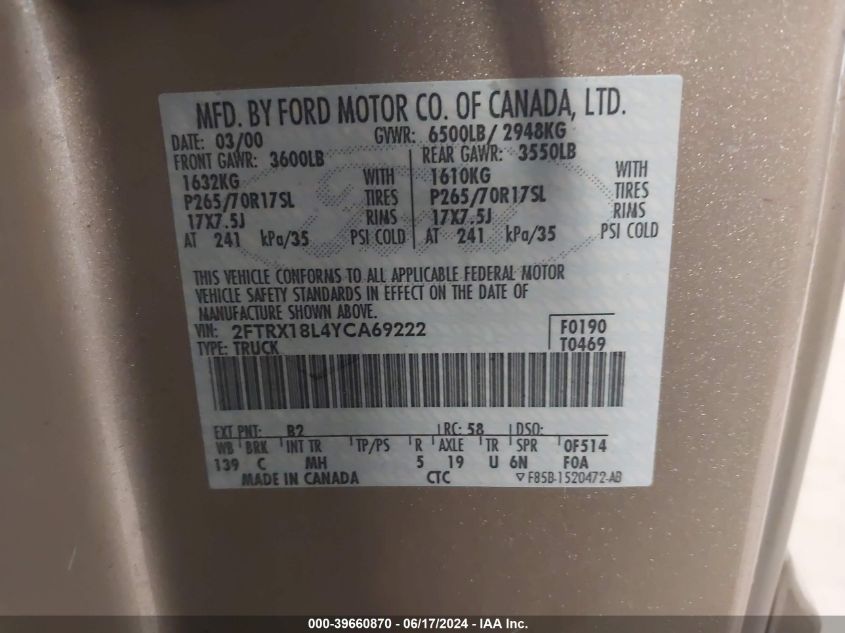 MFD. BY FORD MOTOR CO. OF CANADA, LTD.
DATE: 03/00 GVWR: 6500LB/ 2948KG
FRONT GAWR: 3600LB REAR GAWR: 3550LB
1632KG WITH 1610KG WITH
P265/70R17SL TIRES P265/70R17SL TIRES
17X7.5J RIMS 17X7.5J RIMS
AT 241 kPa/35 PSI COLD AT 241 kPa/35 PSI COLD
THIS VEHICLE CONFORMS TO ALL APPLICABLE FEDERAL MOTOR
VEHICLE SAFETY STANDARDS IN EFFECT ON THE DATE OF
MANUFACTURE SHOWN ABOVE.
VIN: 2FTRX18L4YCA69222 F0190
TYPE: TRUCK T0469
EXT PNT: B2 RC: 58 DSO:
WB BRK INT TR TP/PS R AXLE TR SPR 0F514
139 C MH 5 19 U 6N F0A
MADE IN CANADA CTC F85B-1520472-AB
000-39660870 - 06/17/2024 - IAA Inc.